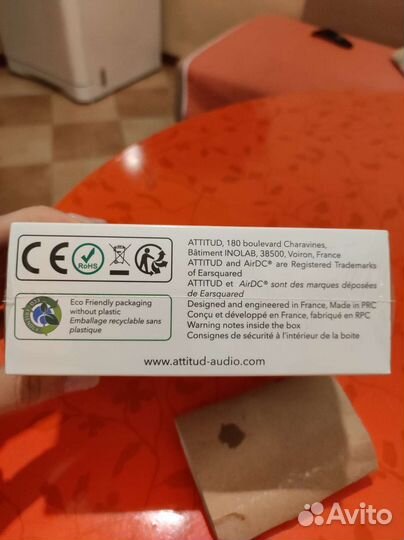 CE
RoHS
ATTITUD, 180 boulevard Charavines,
Bâtiment INOLAB, 38500, Voiron, France
ATTITUD and AirDC® are Registered Trademarks
of Earsquared
ATTITUD et AirDC® sont des marques déposées
de Earsquared
Eco Friendly packaging
without plastic
Emballage recyclable sans
plastique
Designed and engineered in France, Made in PRC
Conçu et développé en France, fabriqué en RPC
Warning notes inside the box
Consignes de sécurité à l'intérieur de la boite
www.attitud-audio.com
Avito